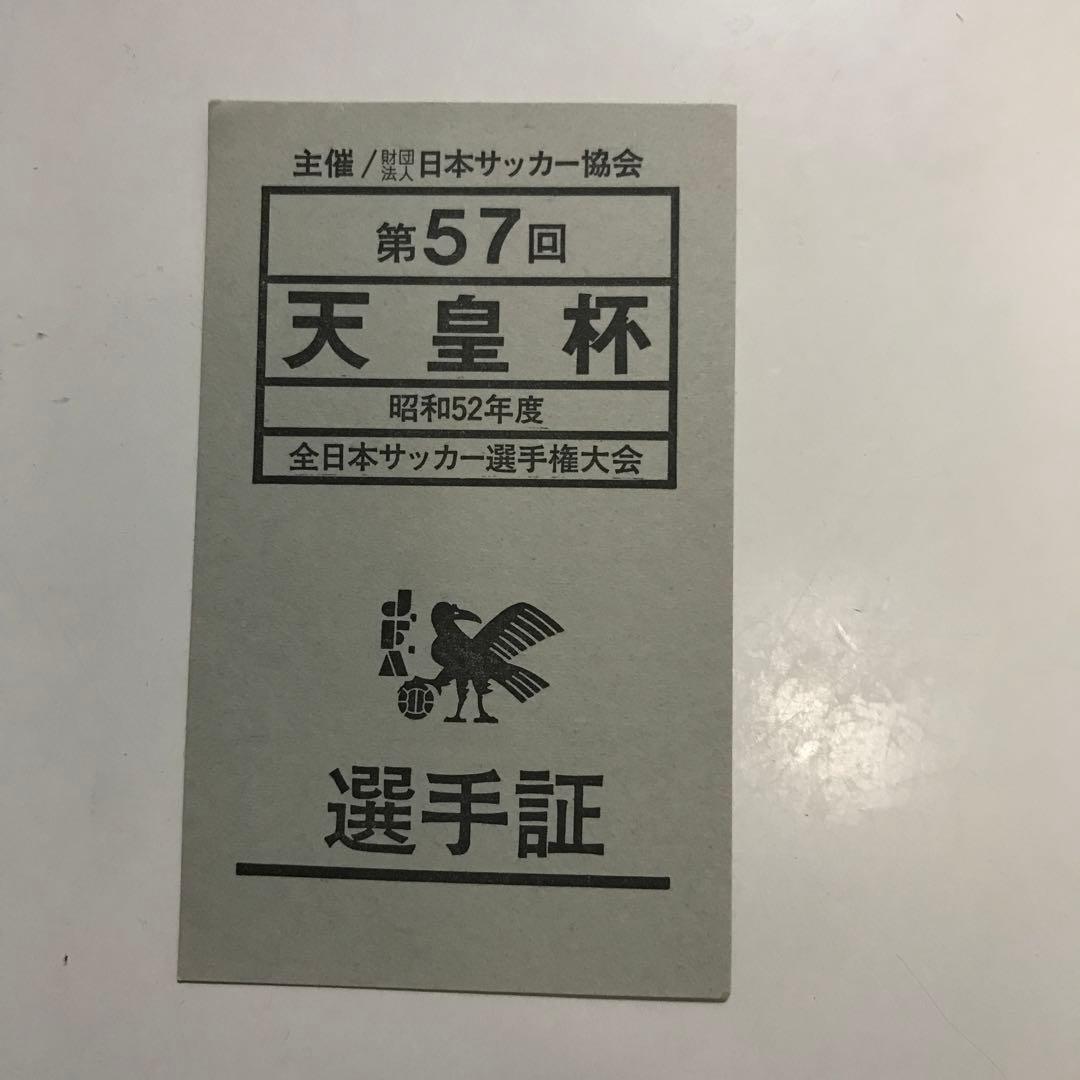 主催/財団法人日本サッカー協会
第57回
天皇杯
昭和52年度
全日本サッカー選手権大会
J.
F.
A.
選手証